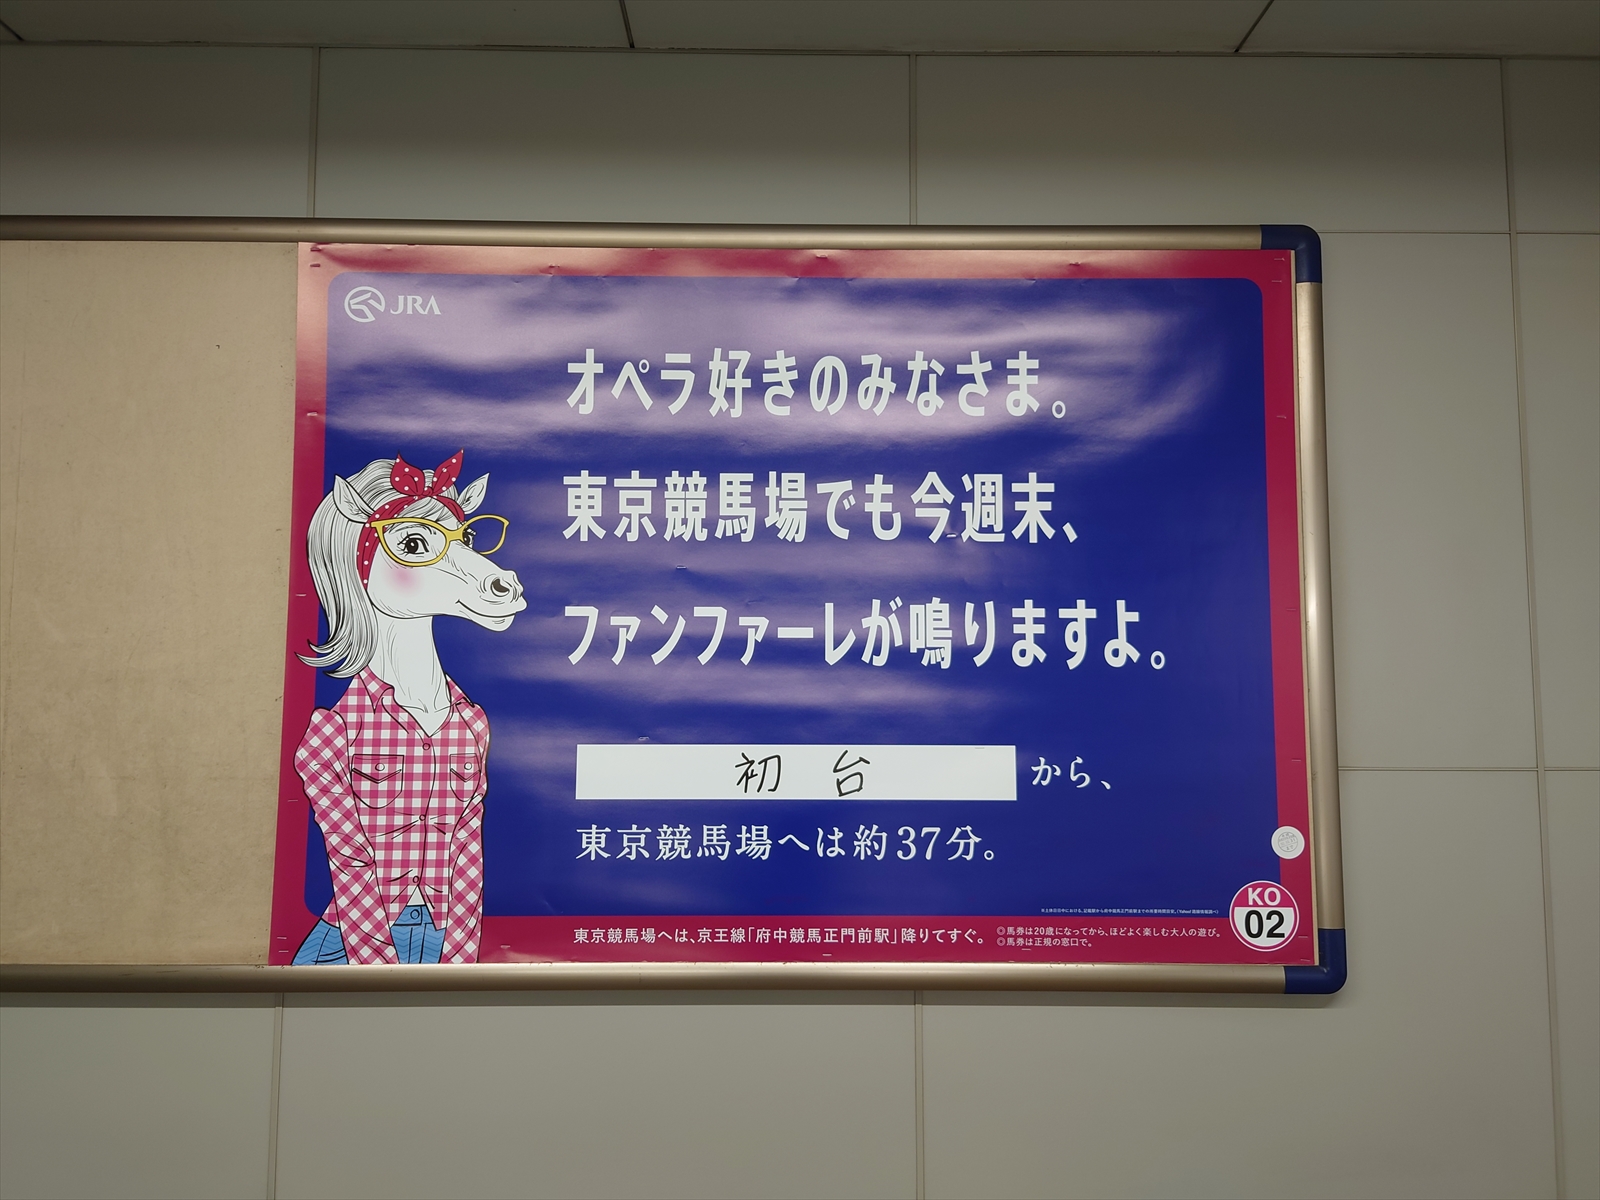 JRA
オペラ好きのみなさま。
東京競馬場でも今週末、
ファンファーレが鳴りますよ。
初台から、
東京競馬場へは約37分。
KO
02
東京競馬場へは、京王線「府中競馬正門前駅」降りてすぐ。
◎馬券は20歳になってから、ほどよく楽しむ大人の遊び。
◎馬券は正規の窓口で。